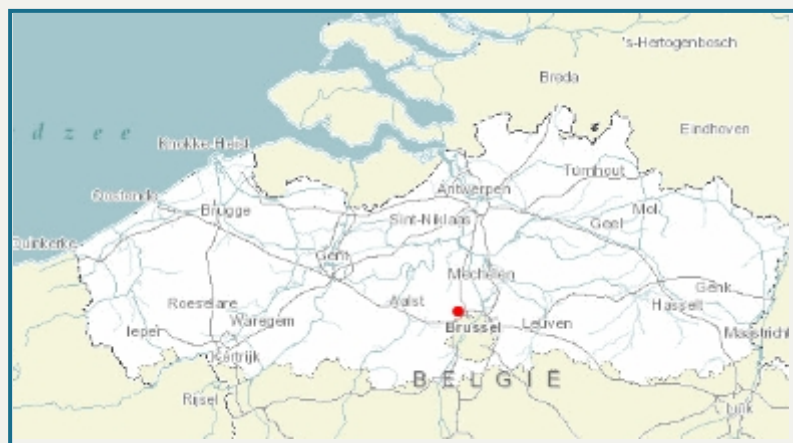 's-Hertogenbosch
Breda
d z e e
Eindhoven
Knokke-Heist
Turnhout
Antwerpen
Oostende
Brugge
Sint-Niklaas
Mol
Geel
Duinkerke
Gent
Mechelen
Genk
Roeselare
Aalst
Hasselt
Ieper
Waregem
Brussel
Leuven
Maastricht
Kortrijk
BELGIË
Rijsel
Luik